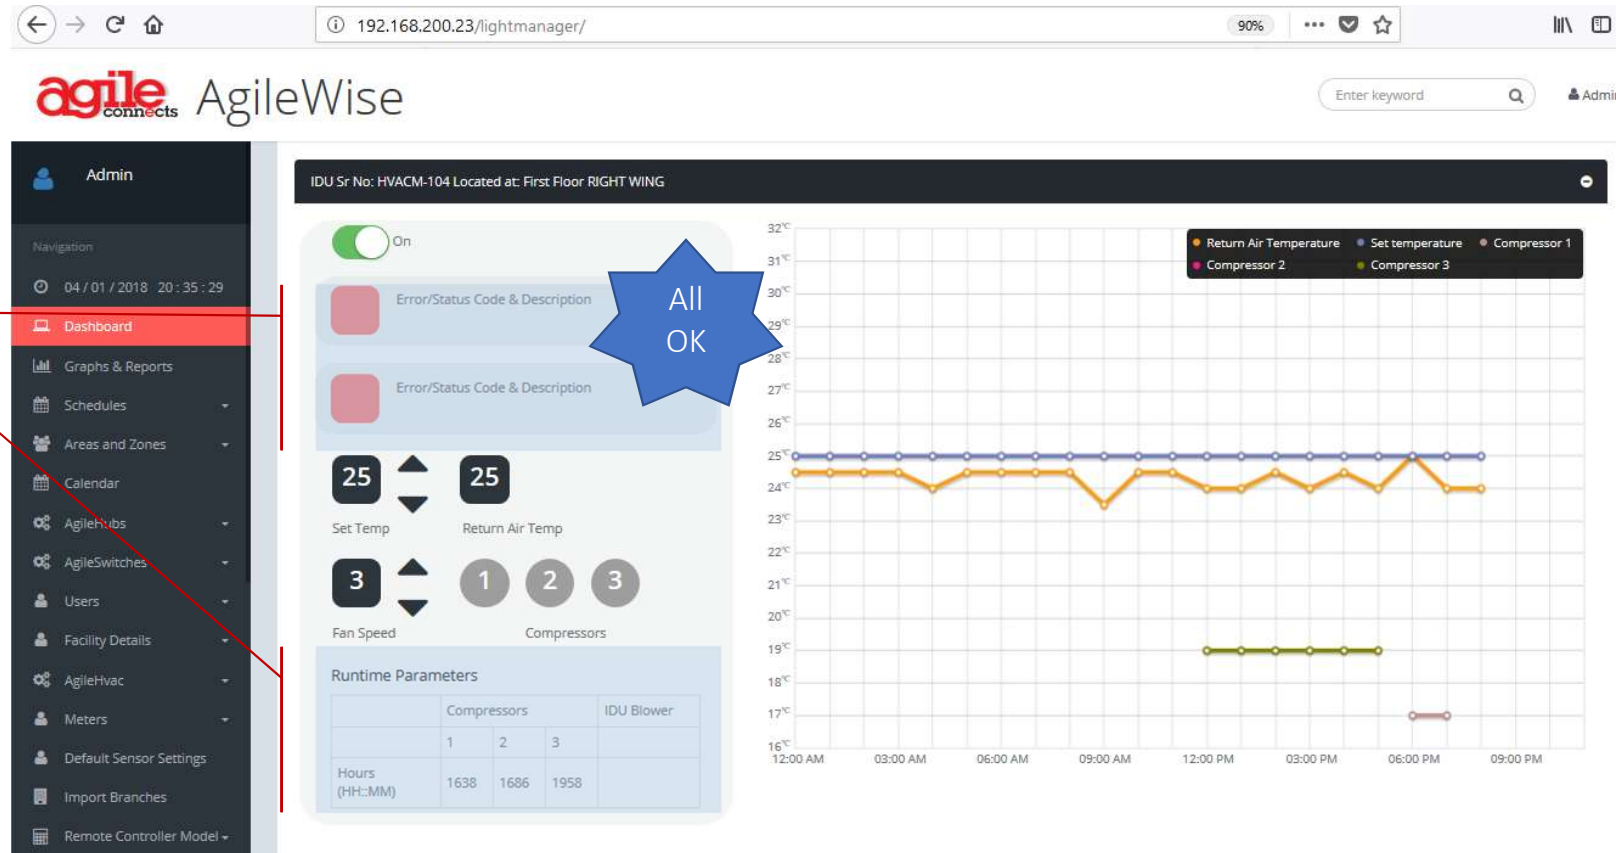 192.168.200.23/lightmanager/
90%
agile
connects
AgileWise
Enter keyword
Admin
Admin
IDU Sr No: HVACM-104 Located at: First Floor RIGHT WING
Navigation
04 / 01 / 2018 20 : 35 : 29
Dashboard
Graphs & Reports
Schedules
Areas and Zones
Calendar
AgileHubs
AgileSwitches
Users
Facility Details
AgileHvac
Meters
Default Sensor Settings
Import Branches
Remote Controller Model
On
Error/Status Code & Description
Error/Status Code & Description
All
OK
25
25
Set Temp Return Air Temp
3
1 2 3
Fan Speed Compressors
Runtime Parameters
Compressors IDU Blower
1 2 3
Hours
(HH::MM)
1638 1686 1958
Return Air Temperature Set temperature Compressor 1
Compressor 2 Compressor 3
32°C
31°C
30°C
29°C
28°C
27°C
26°C
25°C
24°C
23°C
22°C
21°C
20°C
19°C
18°C
17°C
16°C
12:00 AM 03:00 AM 06:00 AM 09:00 AM 12:00 PM 03:00 PM 06:00 PM 09:00 PM